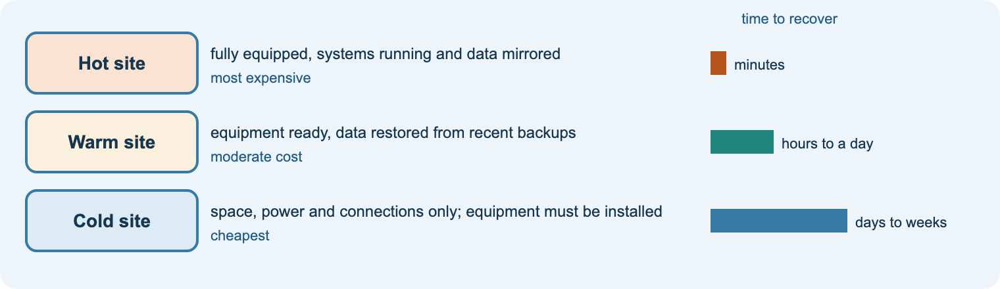 time to recover
Hot site
fully equipped, systems running and data mirrored
most expensive
minutes
Warm site
equipment ready, data restored from recent backups
moderate cost
hours to a day
Cold site
space, power and connections only; equipment must be installed
cheapest
days to weeks